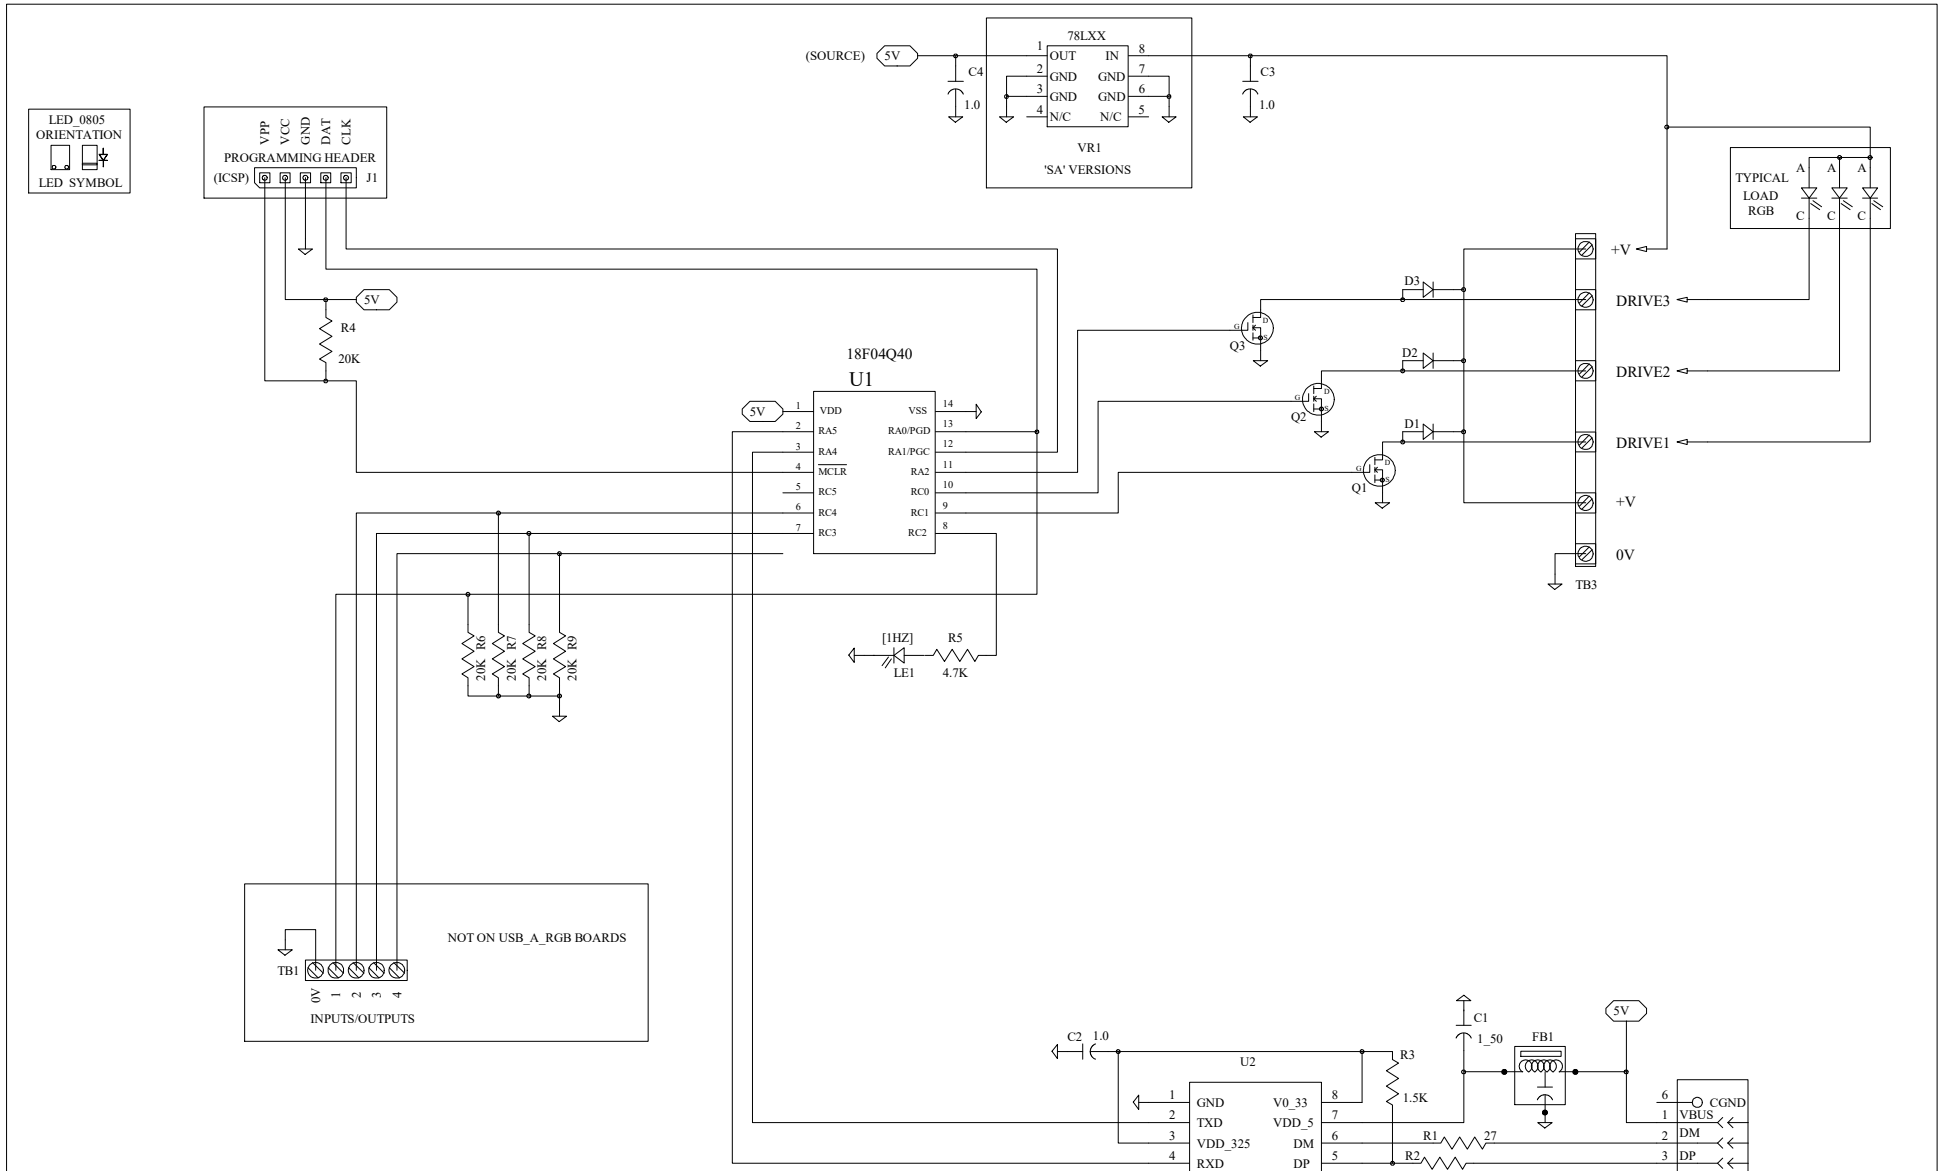 LED_0805
ORIENTATION
LED SYMBOL
VPP
VCC
GND
DAT
CLK
PROGRAMMING HEADER
(ICSP)
J1
5V
R4
20K
(SOURCE)
5V
C4
1.0
78LXX
1 OUT IN 8
2 GND GND 7
3 GND GND 6
4 N/C N/C 5
VR1
'SA' VERSIONS
C3
1.0
TYPICAL
LOAD
RGB
A A A
C C C
+V
DRIVE3
DRIVE2
DRIVE1
+V
0V
TB3
D3
D2
D1
G D S
Q3
G D S
Q2
G D S
Q1
18F04Q40
U1
5V
1 VDD VSS 14
2 RA5 RA0/PGD 13
3 RA4 RA1/PGC 12
4 MCLR RA2 11
5 RC5 RC0 10
6 RC4 RC1 9
7 RC3 RC2 8
20K R6
20K R7
20K R8
20K R9
[1HZ]
LE1
R5
4.7K
NOT ON USB_A_RGB BOARDS
TB1
0V
1
2
3
4
INPUTS/OUTPUTS
C2 1.0
U2
1 GND V0_33 8
2 TXD VDD_5 7
3 VDD_325 DM 6
4 RXD DP 5
R3
1.5K
C1
1_50
FB1
5V
R1 27
R2
6 CGND
1 VBUS
2 DM
3 DP